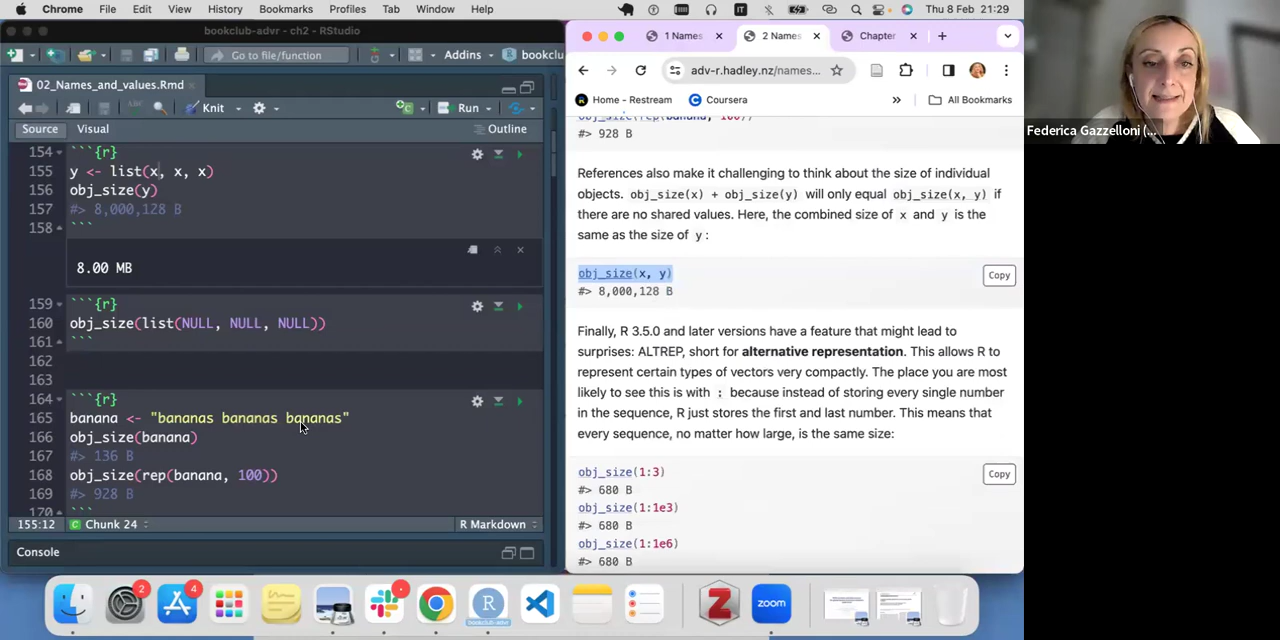 Chrome File Edit View History Bookmarks Profiles Tab Window Help IT Thu 8 Feb 21:29
bookclub-advr - ch2 - RStudio
Go to file/function Addins bookclu
02_Names_and_values.Rmd
Knit Run
Source Visual Outline
154 ```{r}
155 y <- list(x, x, x)
156 obj_size(y)
157 #> 8,000,128 B
158 ```
8.00 MB
159 ```{r}
160 obj_size(list(NULL, NULL, NULL))
161 ```
162
163
164 ```{r}
165 banana <- "bananas bananas bananas"
166 obj_size(banana)
167 #> 136 B
168 obj_size(rep(banana, 100))
169 #> 928 B
170 ```
155:12 Chunk 24 R Markdown
Console
1 Names 2 Names Chapter
adv-r.hadley.nz/names...
Home - Restream Coursera » All Bookmarks
obj_size(rep(banana, 100))
#> 928 B
References also make it challenging to think about the size of individual
objects. obj_size(x) + obj_size(y) will only equal obj_size(x, y) if
there are no shared values. Here, the combined size of x and y is the
same as the size of y :
obj_size(x, y)
Copy
#> 8,000,128 B
Finally, R 3.5.0 and later versions have a feature that might lead to
surprises: ALTREP, short for alternative representation. This allows R to
represent certain types of vectors very compactly. The place you are most
likely to see this is with : because instead of storing every single number
in the sequence, R just stores the first and last number. This means that
every sequence, no matter how large, is the same size:
obj_size(1:3)
Copy
#> 680 B
obj_size(1:1e3)
#> 680 B
obj_size(1:1e6)
#> 680 B
Federica Gazzelloni (...
2 4 R bookclub-advr Z zoom